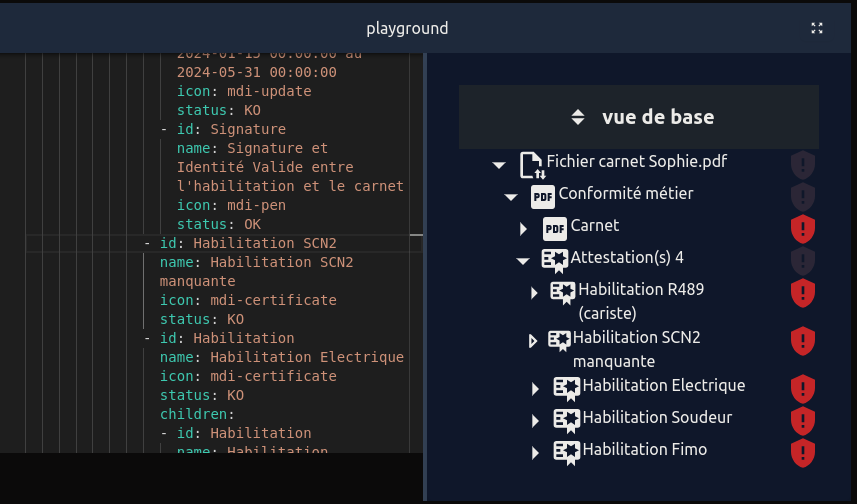 playground
2024-01-15 00:00:00 au
2024-05-31 00:00:00
icon: mdi-update
status: KO
- id: Signature
name: Signature et
Identité Valide entre
l'habilitation et le carnet
icon: mdi-pen
status: OK
- id: Habilitation SCN2
name: Habilitation SCN2
manquante
icon: mdi-certificate
status: KO
- id: Habilitation
name: Habilitation Electrique
icon: mdi-certificate
status: KO
children:
- id: Habilitation
name: Habilitation
vue de base
Fichier carnet Sophie.pdf
PDF Conformité métier
PDF Carnet
Attestation(s) 4
Habilitation R489
(cariste)
Habilitation SCN2
manquante
Habilitation Electrique
Habilitation Soudeur
Habilitation Fimo